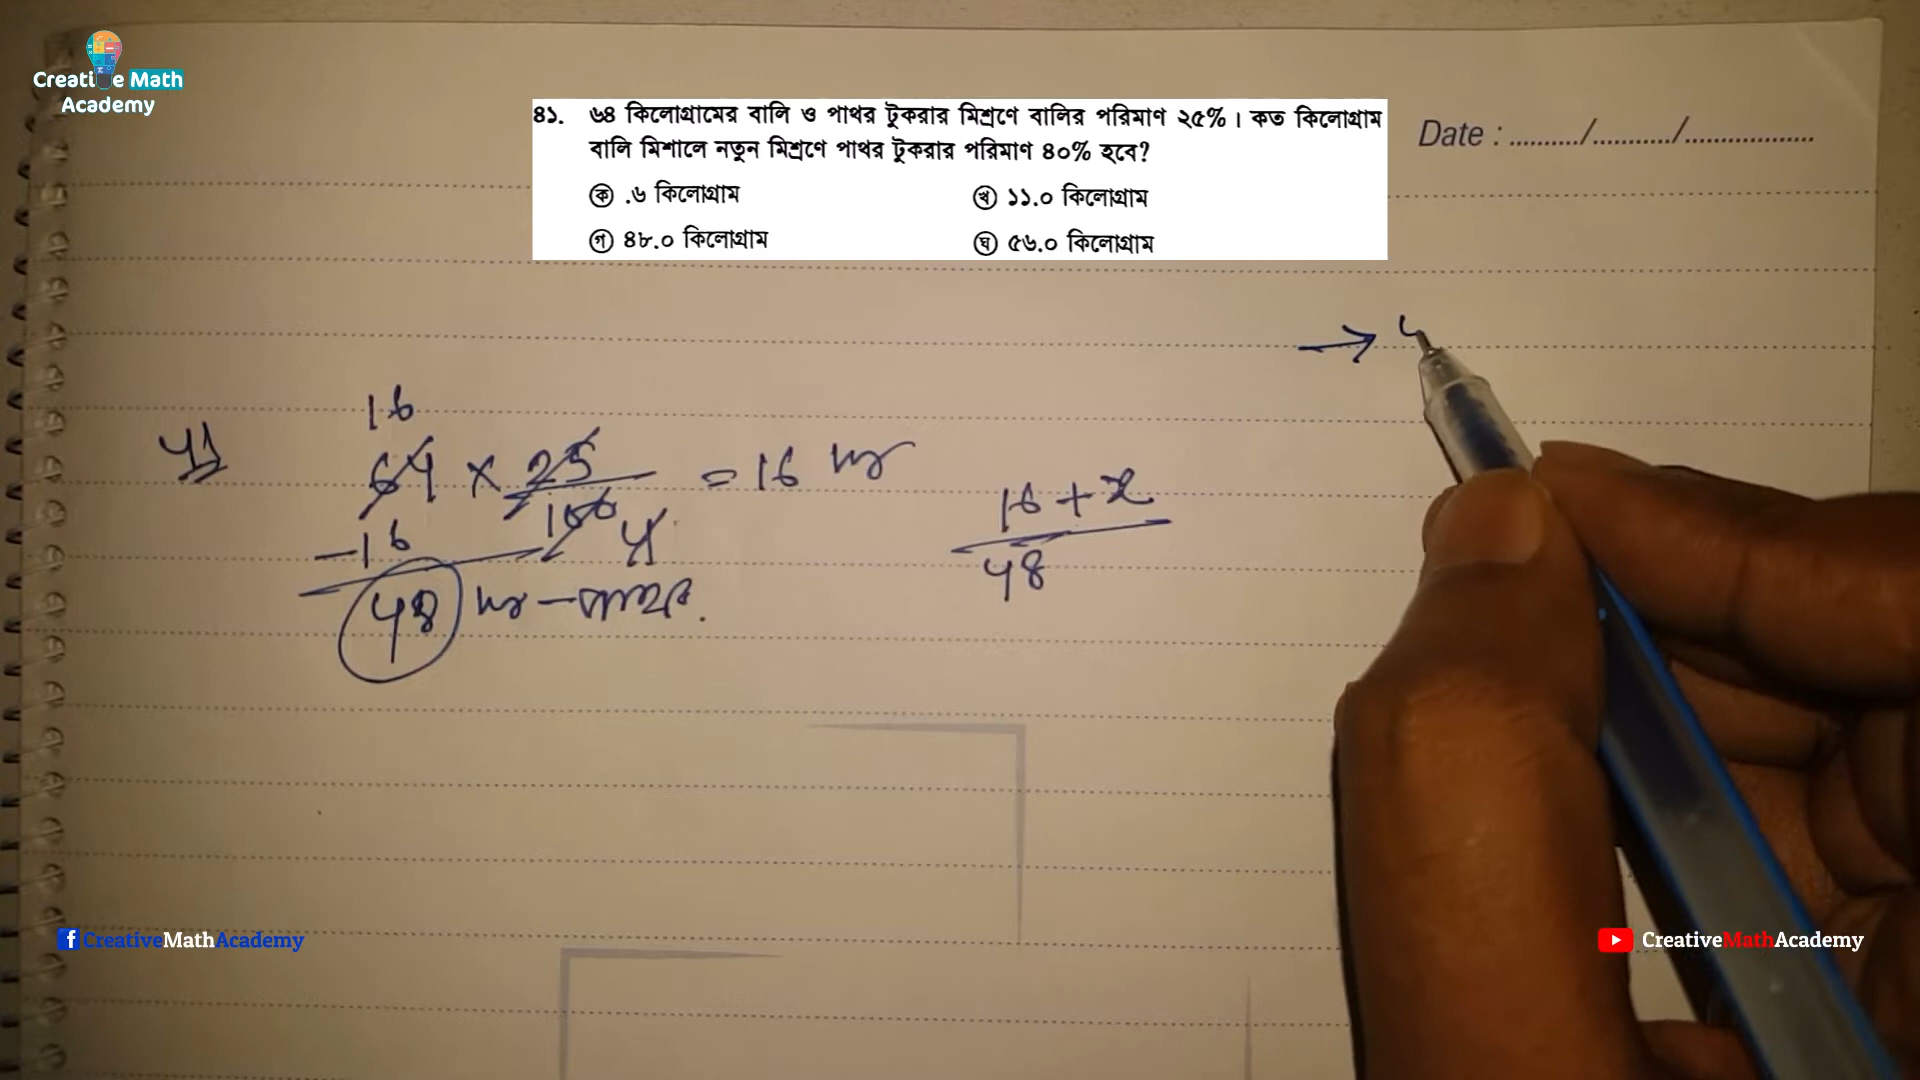 Creative Math
Academy
৪১. ৬৪ কিলোগ্রামের বালি ও পাথর টুকরার মিশ্রণে বালির পরিমাণ ২৫%। কত কিলোগ্রাম
বালি মিশালে নতুন মিশ্রণে পাথর টুকরার পরিমাণ ৪০% হবে?
ক .৬ কিলোগ্রাম
খ ১১.০ কিলোগ্রাম
গ ৪৮.০ কিলোগ্রাম
ঘ ৫৬.০ কিলোগ্রাম
Date : ........../.........../.................
→ 4
16
41
64 × 25 = 16
100 4
-16
48
16 + x
48
CreativeMathAcademy
CreativeMathAcademy